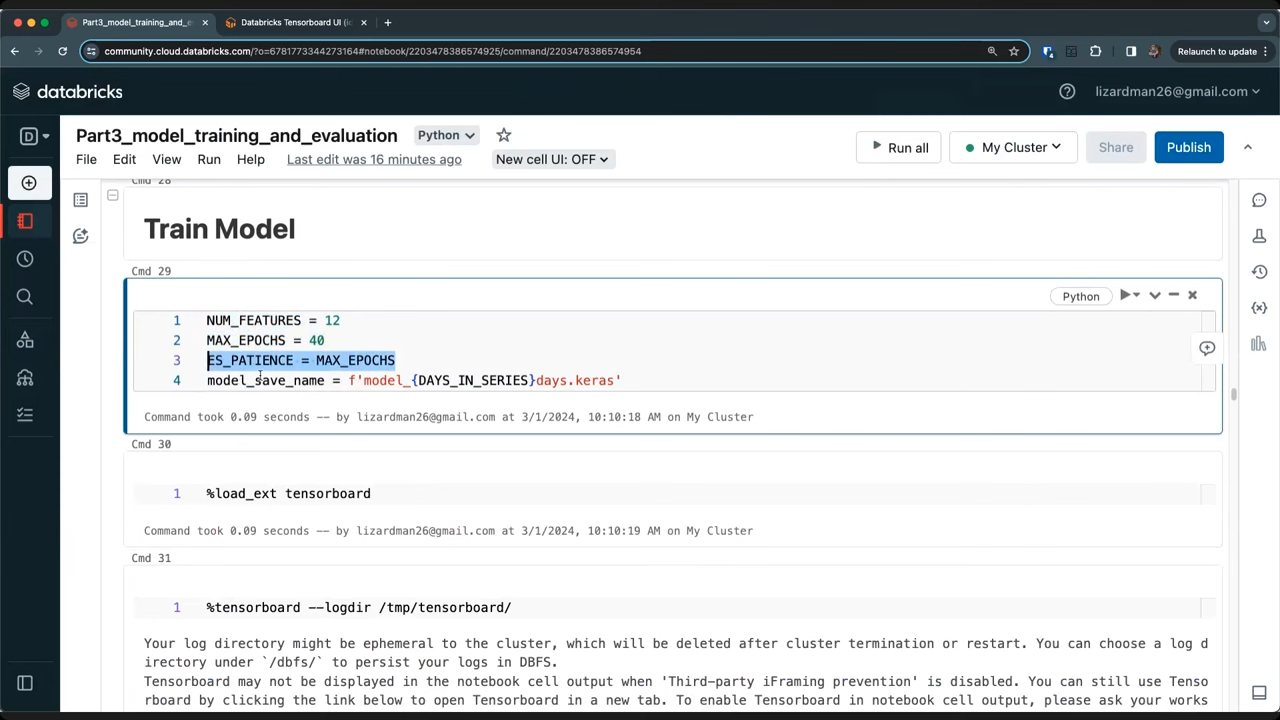 Part3_model_training_and_e
Databricks Tensorboard UI (i
community.cloud.databricks.com/?o=6781773344273164#notebook/2203478386574925/command/2203478386574954
Relaunch to update
databricks
lizardman26@gmail.com
D
Part3_model_training_and_evaluation
Python
File Edit View Run Help Last edit was 16 minutes ago New cell UI: OFF
Run all
My Cluster
Share
Publish
Cmd 28
Train Model
Cmd 29
Python
1 NUM_FEATURES = 12
2 MAX_EPOCHS = 40
3 ES_PATIENCE = MAX_EPOCHS
4 model_save_name = f'model_{DAYS_IN_SERIES}days.keras'
Command took 0.09 seconds -- by lizardman26@gmail.com at 3/1/2024, 10:10:18 AM on My Cluster
Cmd 30
1 %load_ext tensorboard
Command took 0.09 seconds -- by lizardman26@gmail.com at 3/1/2024, 10:10:19 AM on My Cluster
Cmd 31
1 %tensorboard --logdir /tmp/tensorboard/
Your log directory might be ephemeral to the cluster, which will be deleted after cluster termination or restart. You can choose a log d
irectory under `/dbfs/` to persist your logs in DBFS.
Tensorboard may not be displayed in the notebook cell output when 'Third-party iFraming prevention' is disabled. You can still use Tenso
rboard by clicking the link below to open Tensorboard in a new tab. To enable Tensorboard in notebook cell output, please ask your works